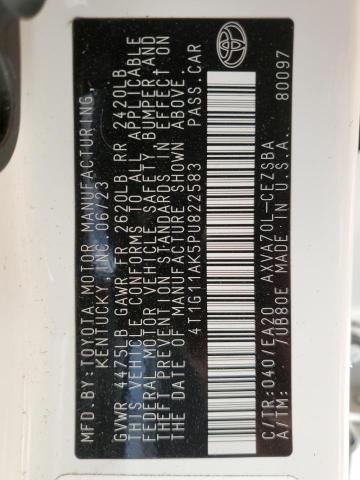 MFD.BY: TOYOTA MOTOR MANUFACTURING,
KENTUCKY, INC. 06/23
GVWR 4425LB GAWR FR 2620LB RR 2420LB
THIS VEHICLE CONFORMS TO ALL APPLICABLE
FEDERAL MOTOR VEHICLE SAFETY, BUMPER, AND
THEFT PREVENTION STANDARDS IN EFFECT ON
THE DATE OF MANUFACTURE SHOWN ABOVE.
4T1G11AK5PU822583 PASS.CAR
C/TR:040/EA20 AXVA70L-CEZSBA
A/TM: /UB80E MADE IN U.S.A. 80097